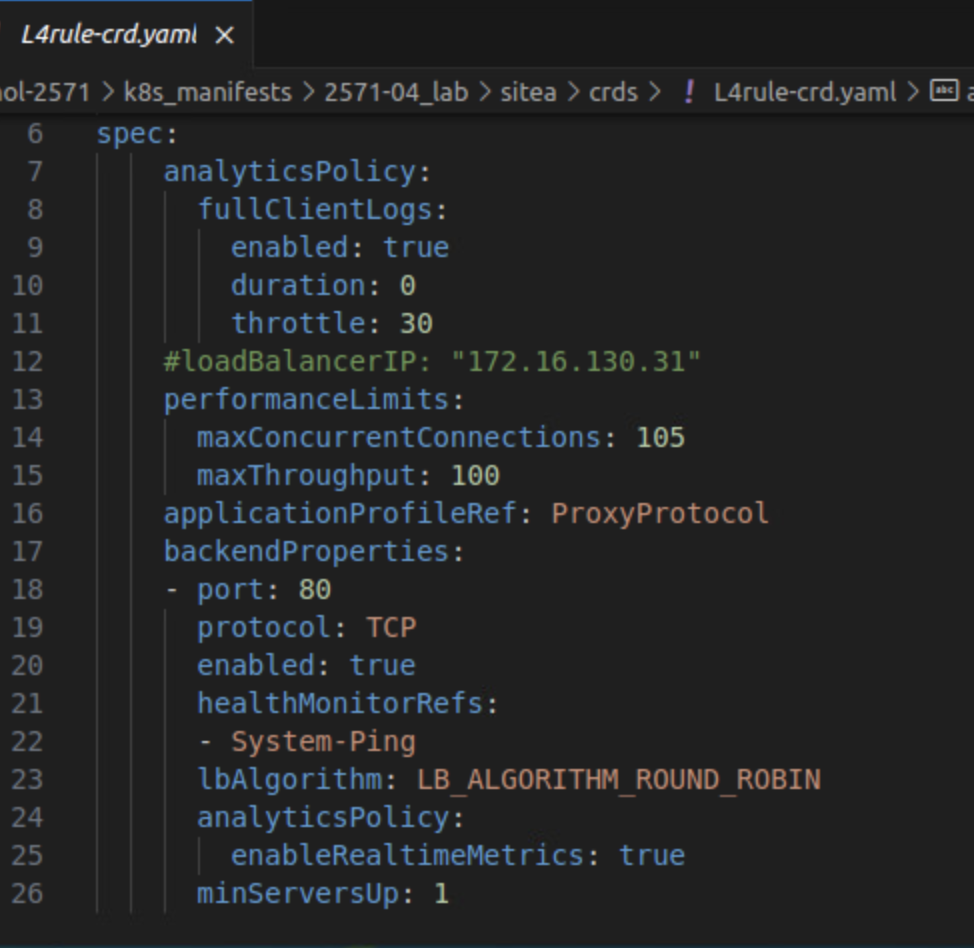 L4rule-crd.yaml ×
ol-2571 > k8s_manifests > 2571-04_lab > sitea > crds > ! L4rule-crd.yaml > abc
6 spec:
7 analyticsPolicy:
8 fullClientLogs:
9 enabled: true
10 duration: 0
11 throttle: 30
12 #loadBalancerIP: "172.16.130.31"
13 performanceLimits:
14 maxConcurrentConnections: 105
15 maxThroughput: 100
16 applicationProfileRef: ProxyProtocol
17 backendProperties:
18 - port: 80
19 protocol: TCP
20 enabled: true
21 healthMonitorRefs:
22 - System-Ping
23 lbAlgorithm: LB_ALGORITHM_ROUND_ROBIN
24 analyticsPolicy:
25 enableRealtimeMetrics: true
26 minServersUp: 1